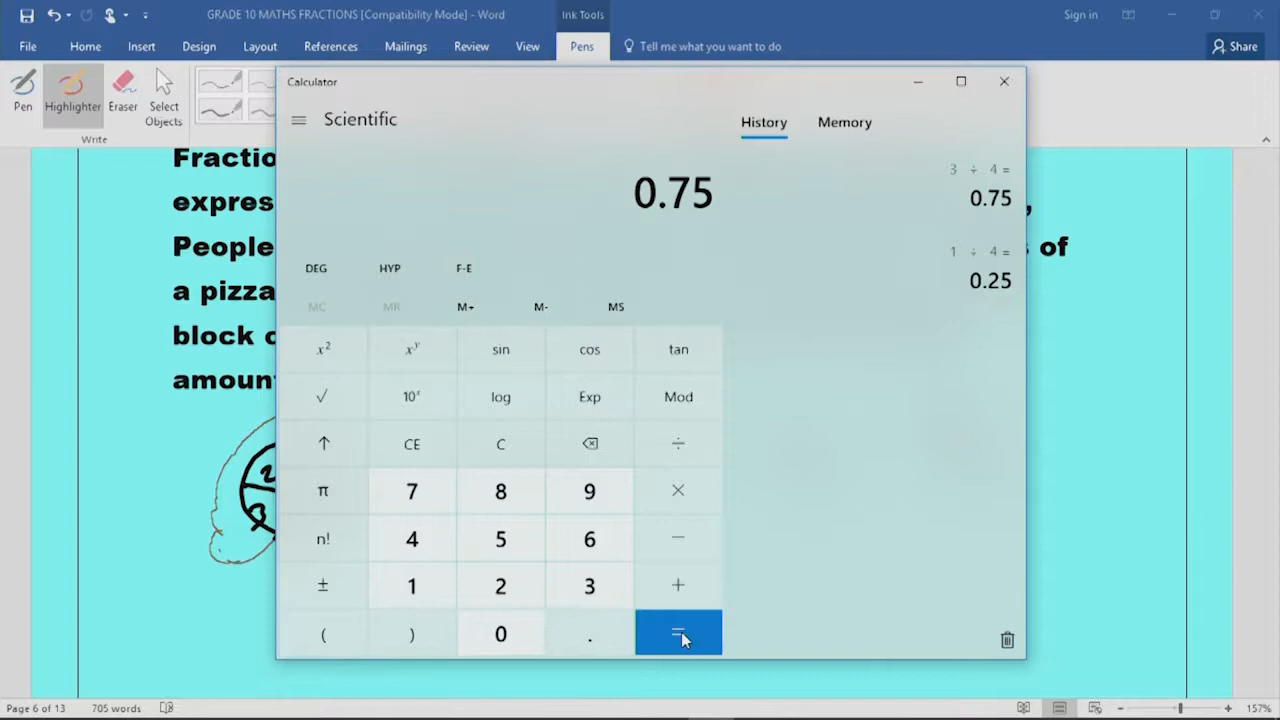 GRADE 10 MATHS FRACTIONS [Compatibility Mode] - Word
Ink Tools
Sign in
File Home Insert Design Layout References Mailings Review View Pens Tell me what you want to do Share
Pen Highlighter Eraser Select Objects
Write
Calculator
Scientific
History Memory
0.75
3 ÷ 4 =
0.75
1 ÷ 4 =
0.25
DEG HYP F-E
MC MR M+ M- MS
x² xʸ sin cos tan
√ 10ˣ log Exp Mod
↑ CE C ÷
π 7 8 9 ×
n! 4 5 6 −
± 1 2 3 +
( ) 0 . =
Fractio
expres ,
People of
a pizza
block
amoun
2
Page 6 of 13 705 words 157%